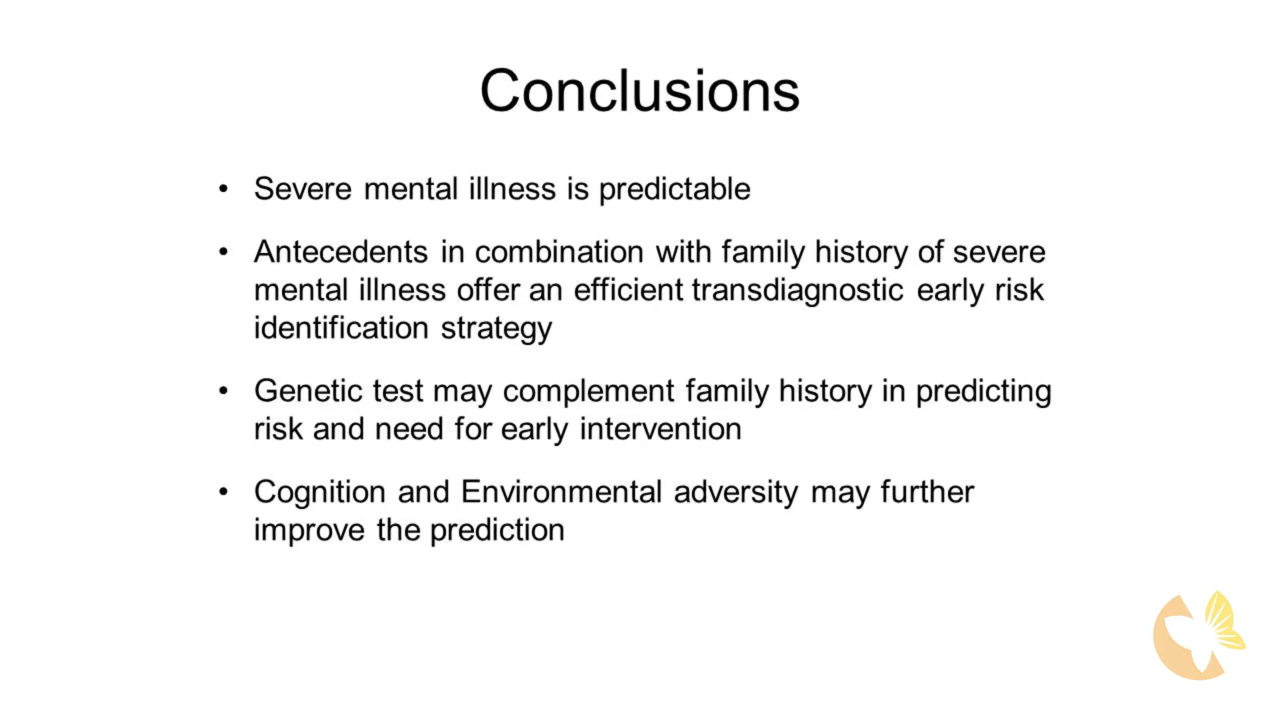 Conclusions
• Severe mental illness is predictable
• Antecedents in combination with family history of severe
mental illness offer an efficient transdiagnostic early risk
identification strategy
• Genetic test may complement family history in predicting
risk and need for early intervention
• Cognition and Environmental adversity may further
improve the prediction